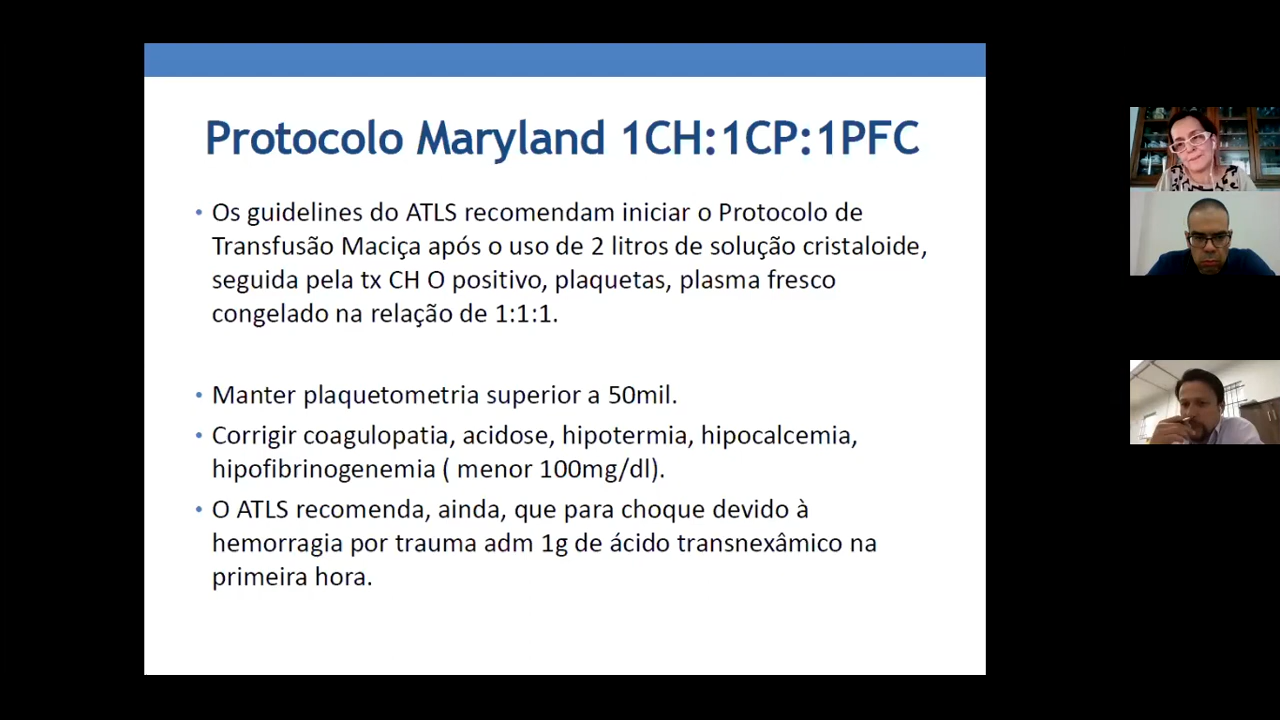 Protocolo Maryland 1CH:1CP:1PFC
• Os guidelines do ATLS recomendam iniciar o Protocolo de
Transfusão Maciça após o uso de 2 litros de solução cristaloide,
seguida pela tx CH O positivo, plaquetas, plasma fresco
congelado na relação de 1:1:1.
• Manter plaquetometria superior a 50mil.
• Corrigir coagulopatia, acidose, hipotermia, hipocalcemia,
hipofibrinogenemia ( menor 100mg/dl).
• O ATLS recomenda, ainda, que para choque devido à
hemorragia por trauma adm 1g de ácido transnexâmico na
primeira hora.